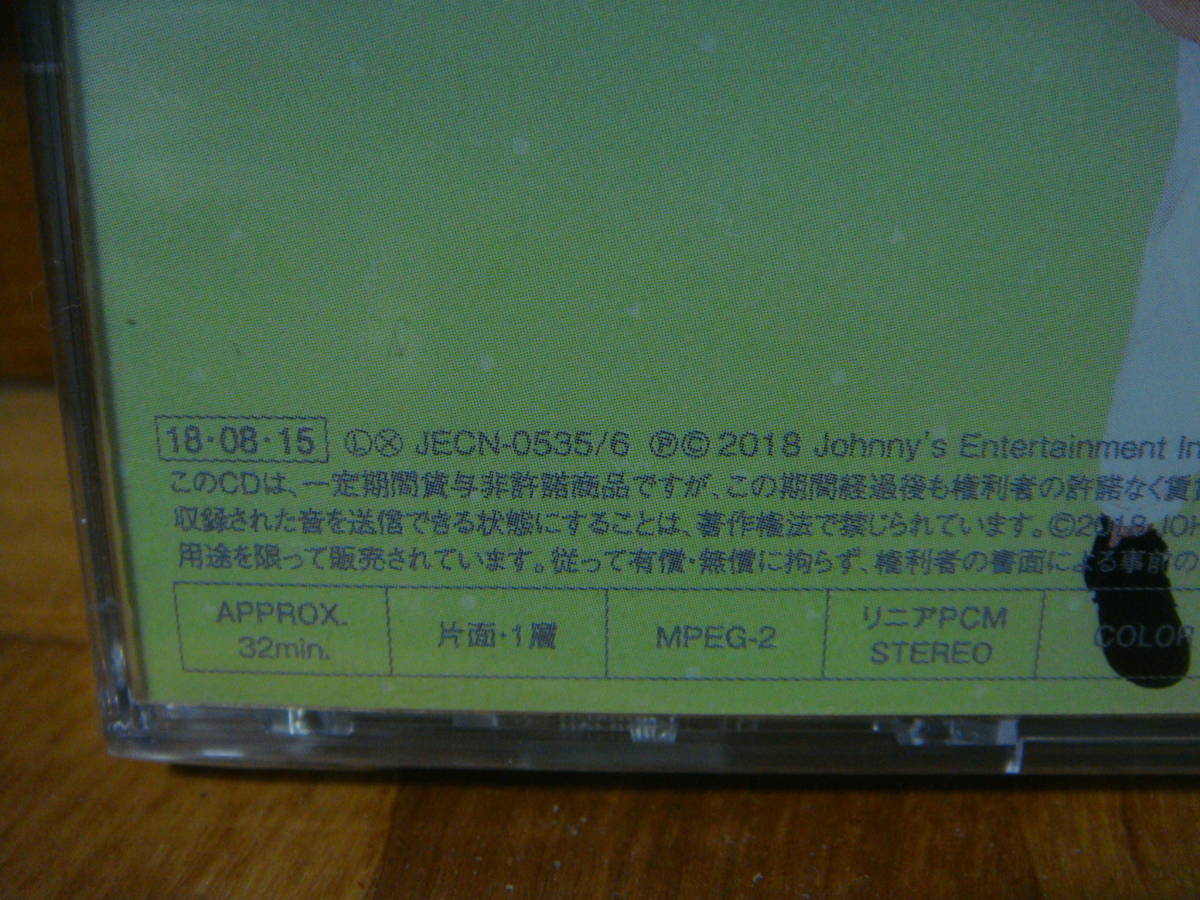 18・08・15 Ⓛ Ⓧ JECN-0535/6 ℗©2018 Johnny's Entertainment In
このCDは、一定期間貸与非許諾商品ですが、この期間経過後も権利者の許諾なく賃貸
収録された音を送信できる状態にすることは、著作権法で禁じられています。©2018 JOH
用途を限って販売されています。従って有償・無償に拘らず、権利者の書面による事前の
APPROX. 32min.
片面・1層
MPEG-2
リニアPCM STEREO
COLOR